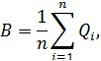 B = \frac{1}{n} \sum_{i=1}^{n} Q_i,